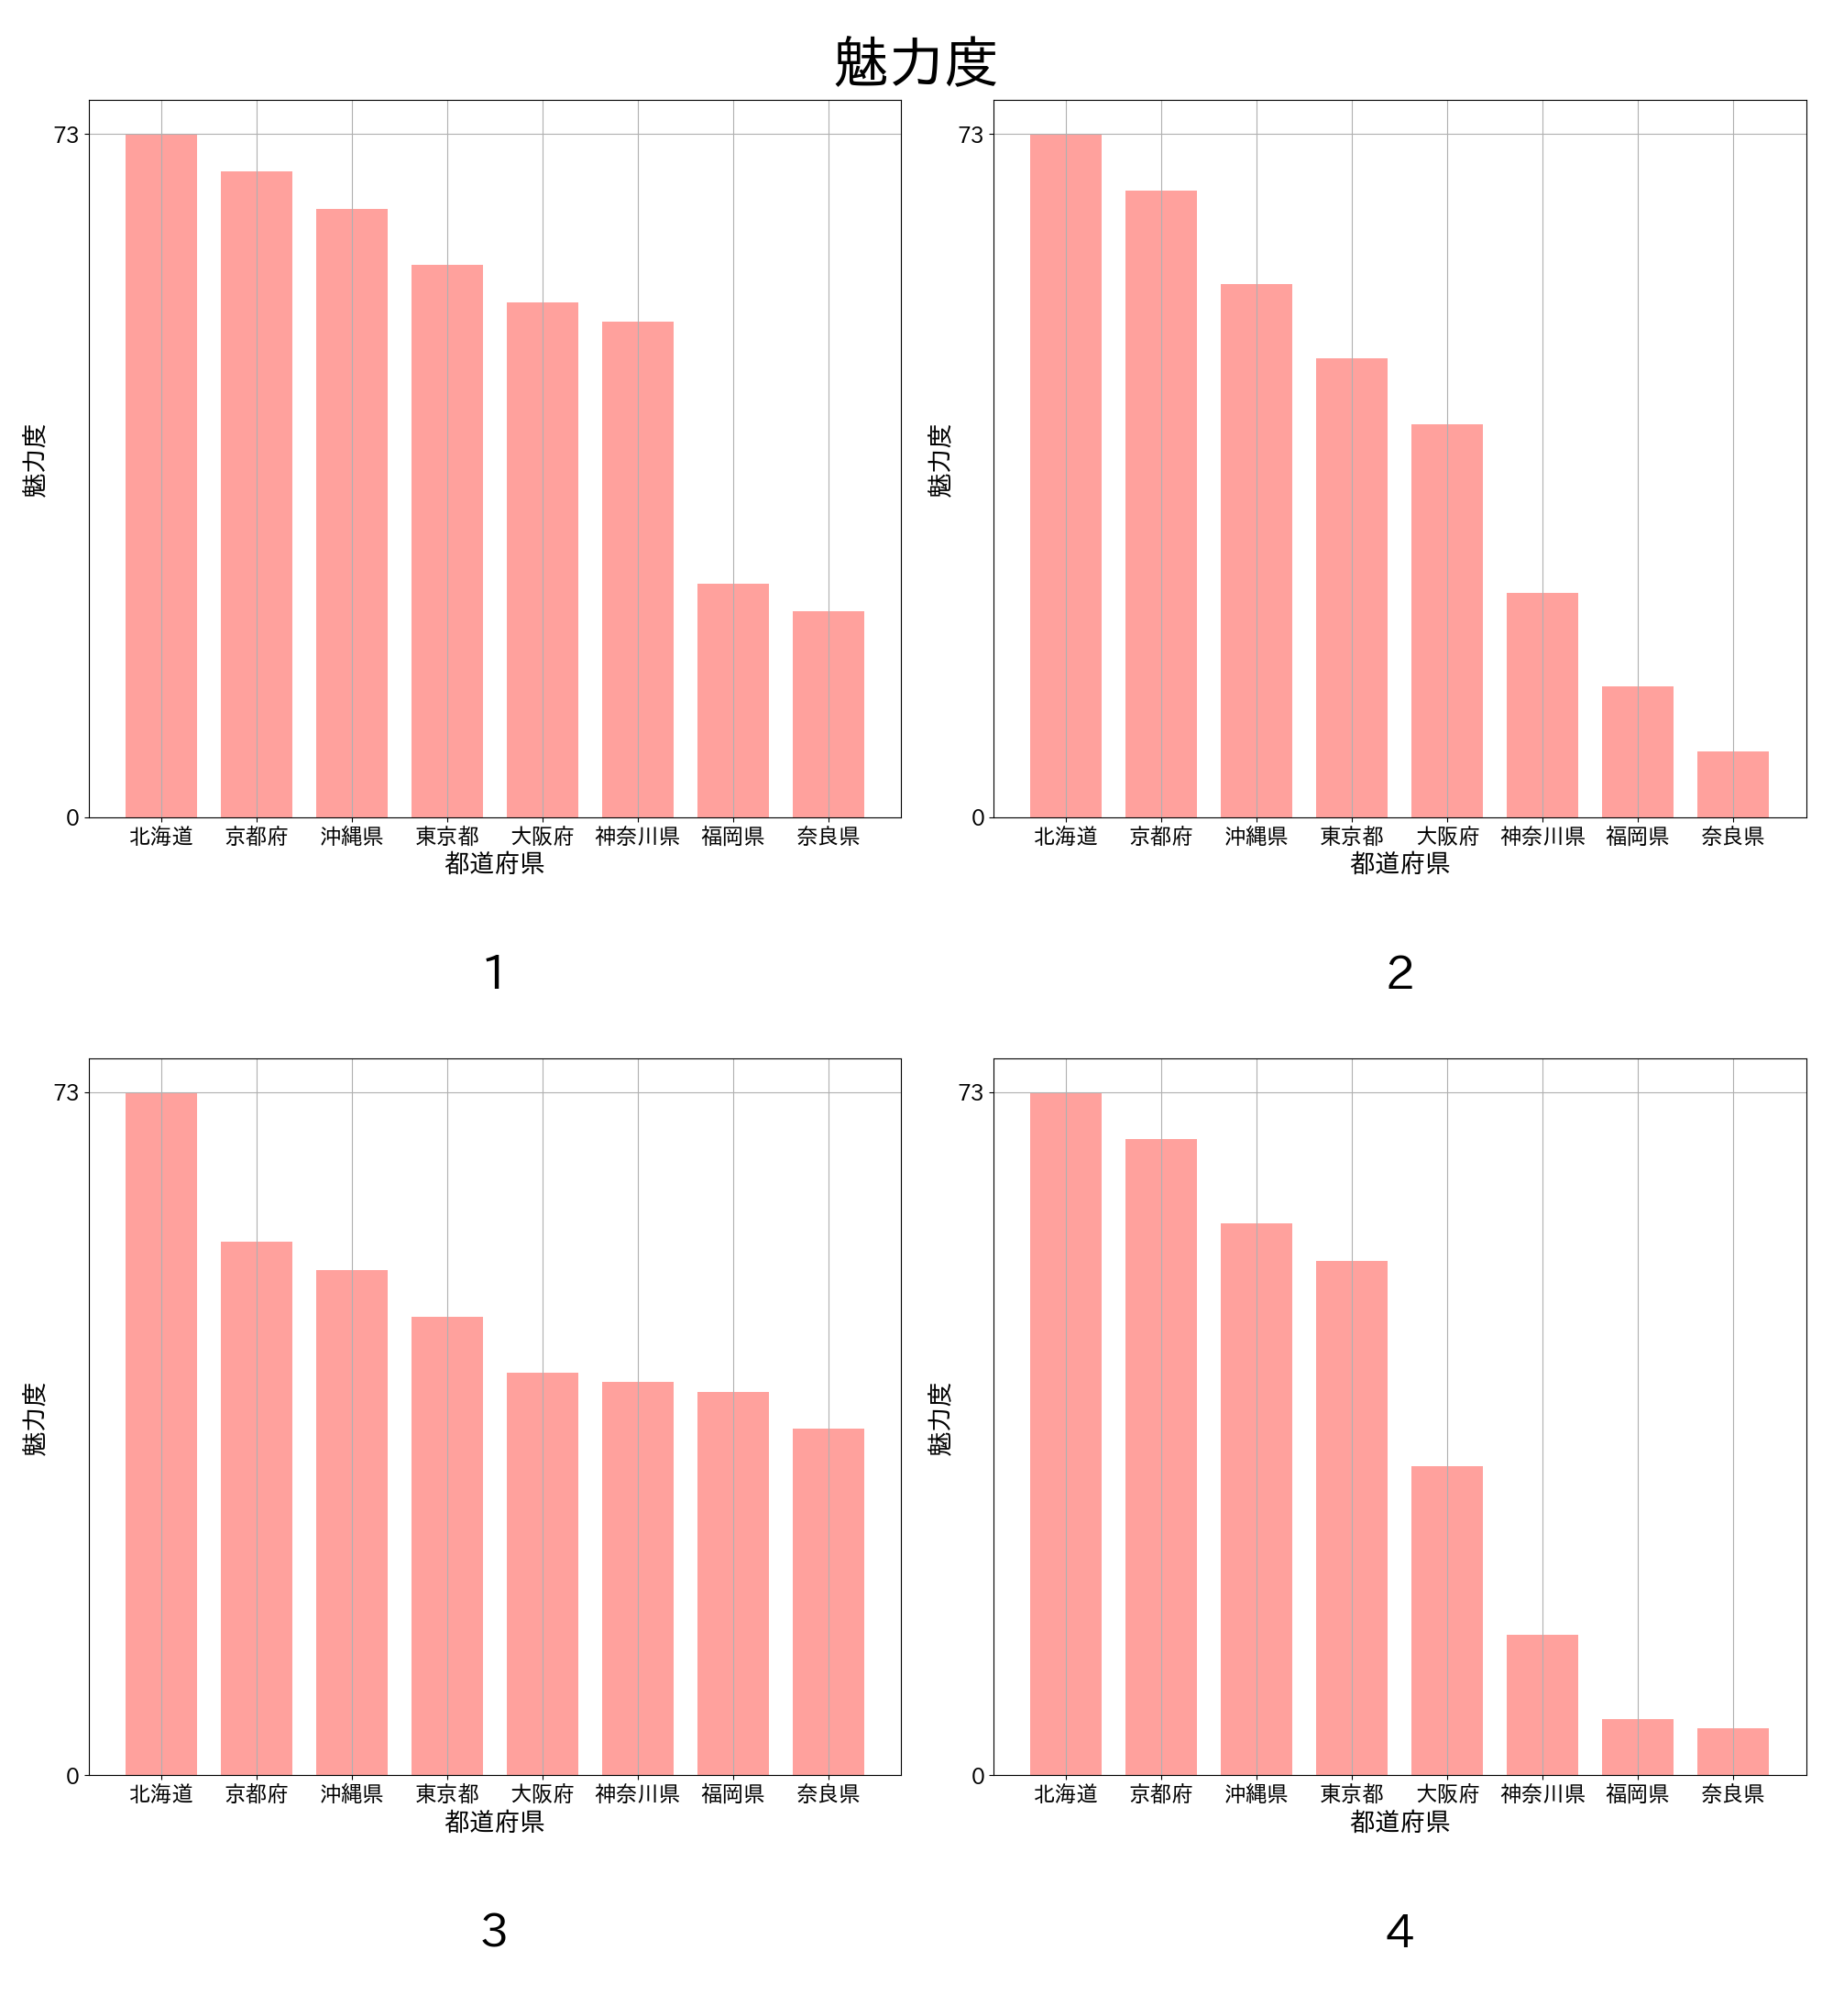 魅力度
73
魅力度
0
北海道 京都府 沖縄県 東京都 大阪府 神奈川県 福岡県 奈良県
都道府県
1
73
魅力度
0
北海道 京都府 沖縄県 東京都 大阪府 神奈川県 福岡県 奈良県
都道府県
2
73
魅力度
0
北海道 京都府 沖縄県 東京都 大阪府 神奈川県 福岡県 奈良県
都道府県
3
73
魅力度
0
北海道 京都府 沖縄県 東京都 大阪府 神奈川県 福岡県 奈良県
都道府県
4